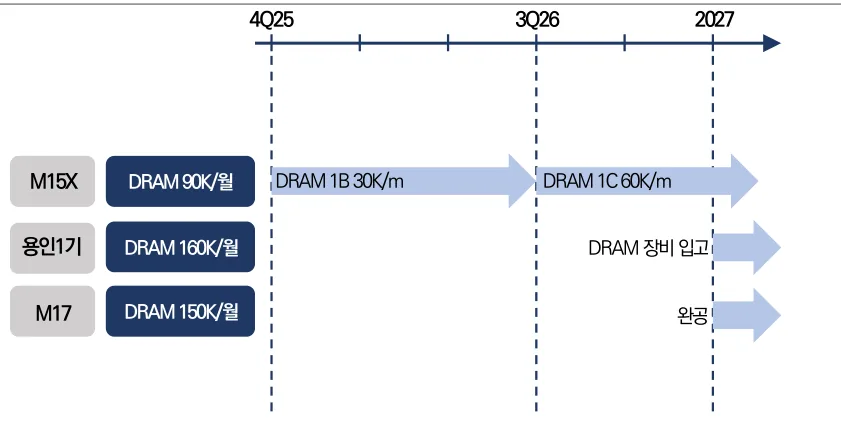 4Q25 3Q26 2027
M15X DRAM 90K/월 DRAM 1B 30K/m DRAM 1C 60K/m
용인1기 DRAM 160K/월 DRAM 장비 입고
M17 DRAM 150K/월 완공